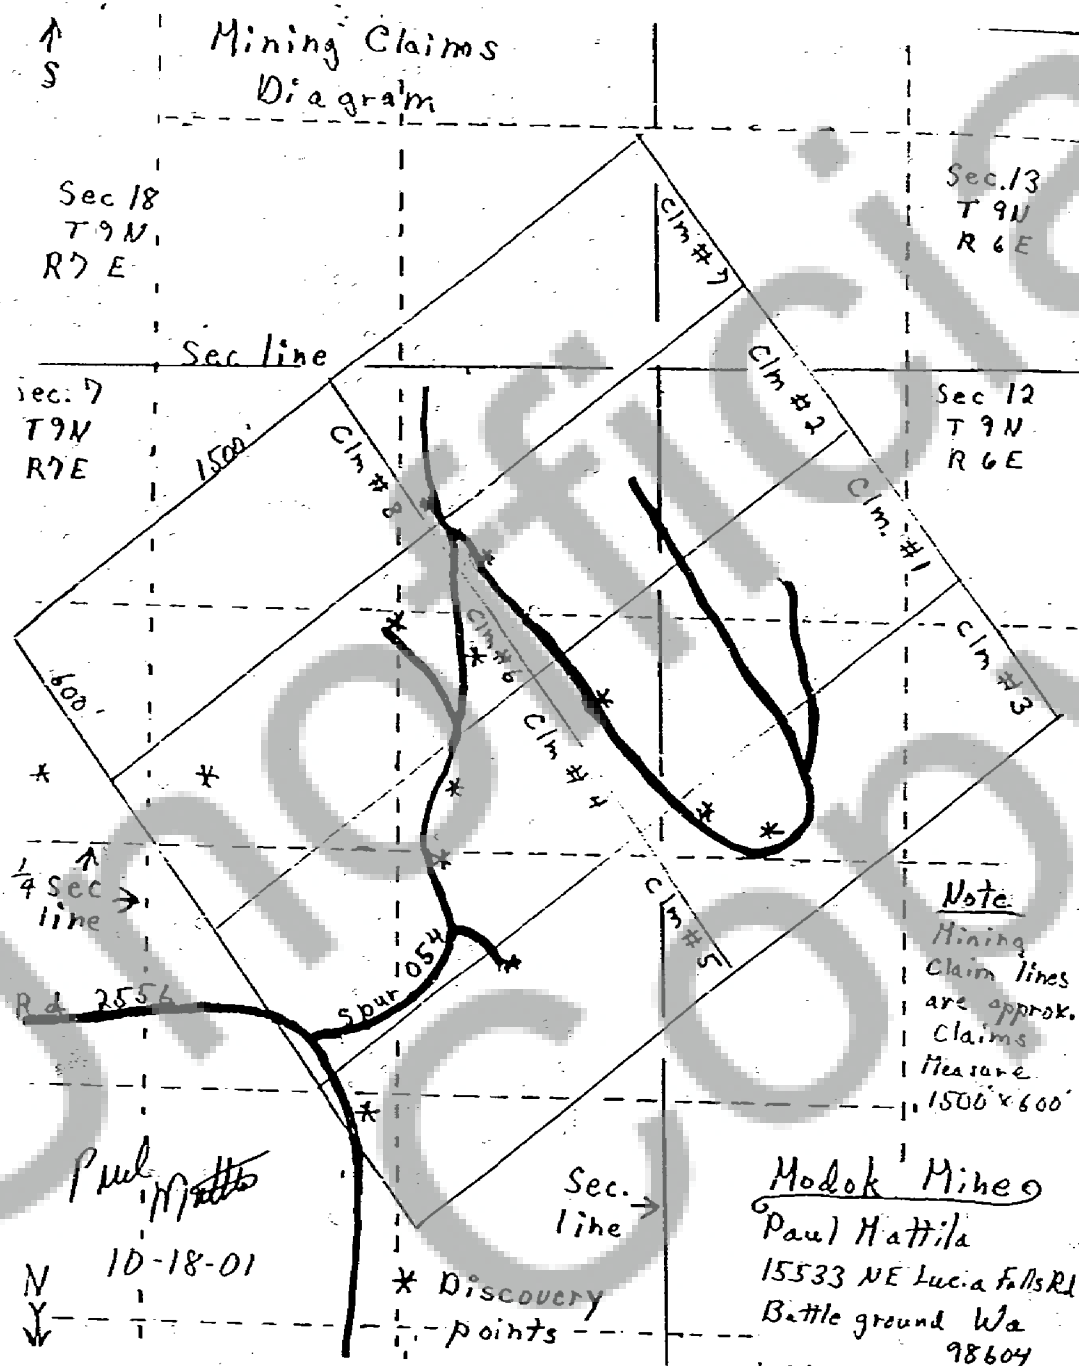 ↑
S
Mining Claims
Diagram
Sec 18
T 9 N
R 7 E
Sec. 13
T 9 N
R 6 E
Clm # 7
Sec line
Sec. 7
T 9 N
R 7 E
Clm # 2
Sec 12
T 9 N
R 6 E
1500'
Clm # 8
Clm. #1
Clm #6
Clm # 3
600'
Clm # 4
1/4 Sec
line
Clm #5
Note
Mining
Claim lines
are approx.
Claims
Measure
1500' x 600'
Rd 2556
Spur 054
Paul Mattila
10-18-01
Sec.
line
Modok Mine
Paul Mattila
15533 NE Lucia Falls Rd
Battle ground Wa
98604
N
↓
* Discovery
points
Unofficial
Copy